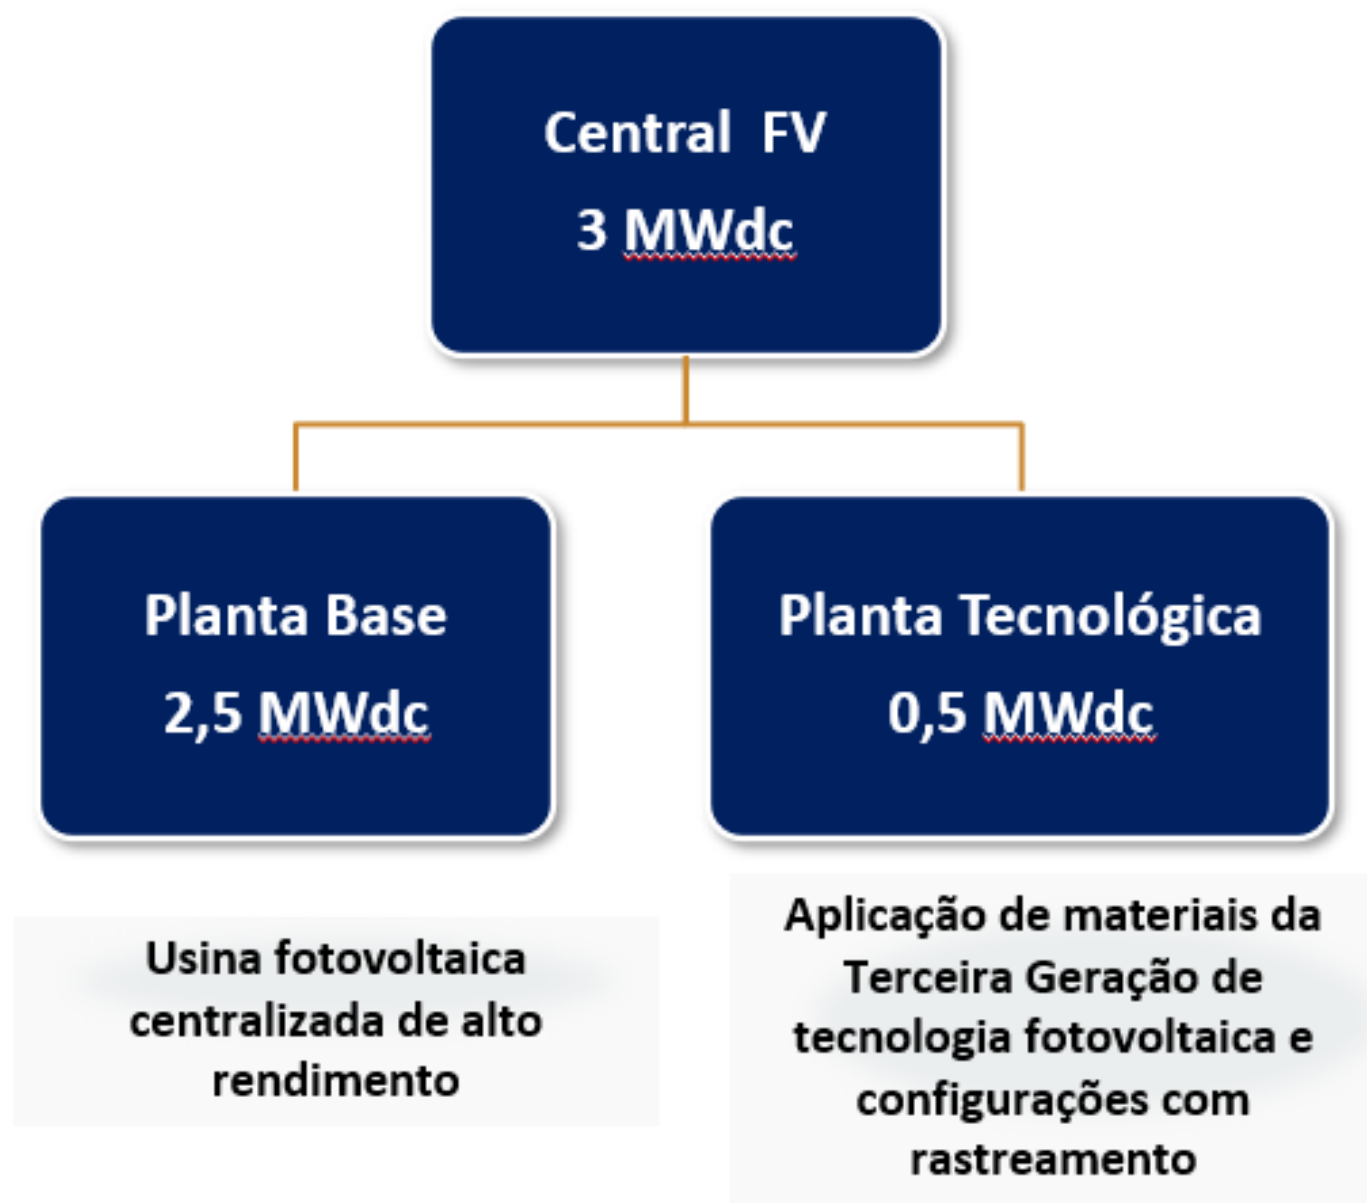 Central FV
3 MWdc
Planta Base
2,5 MWdc
Planta Tecnológica
0,5 MWdc
Usina fotovoltaica
centralizada de alto
rendimento
Aplicação de materiais da
Terceira Geração de
tecnologia fotovoltaica e
configurações com
rastreamento